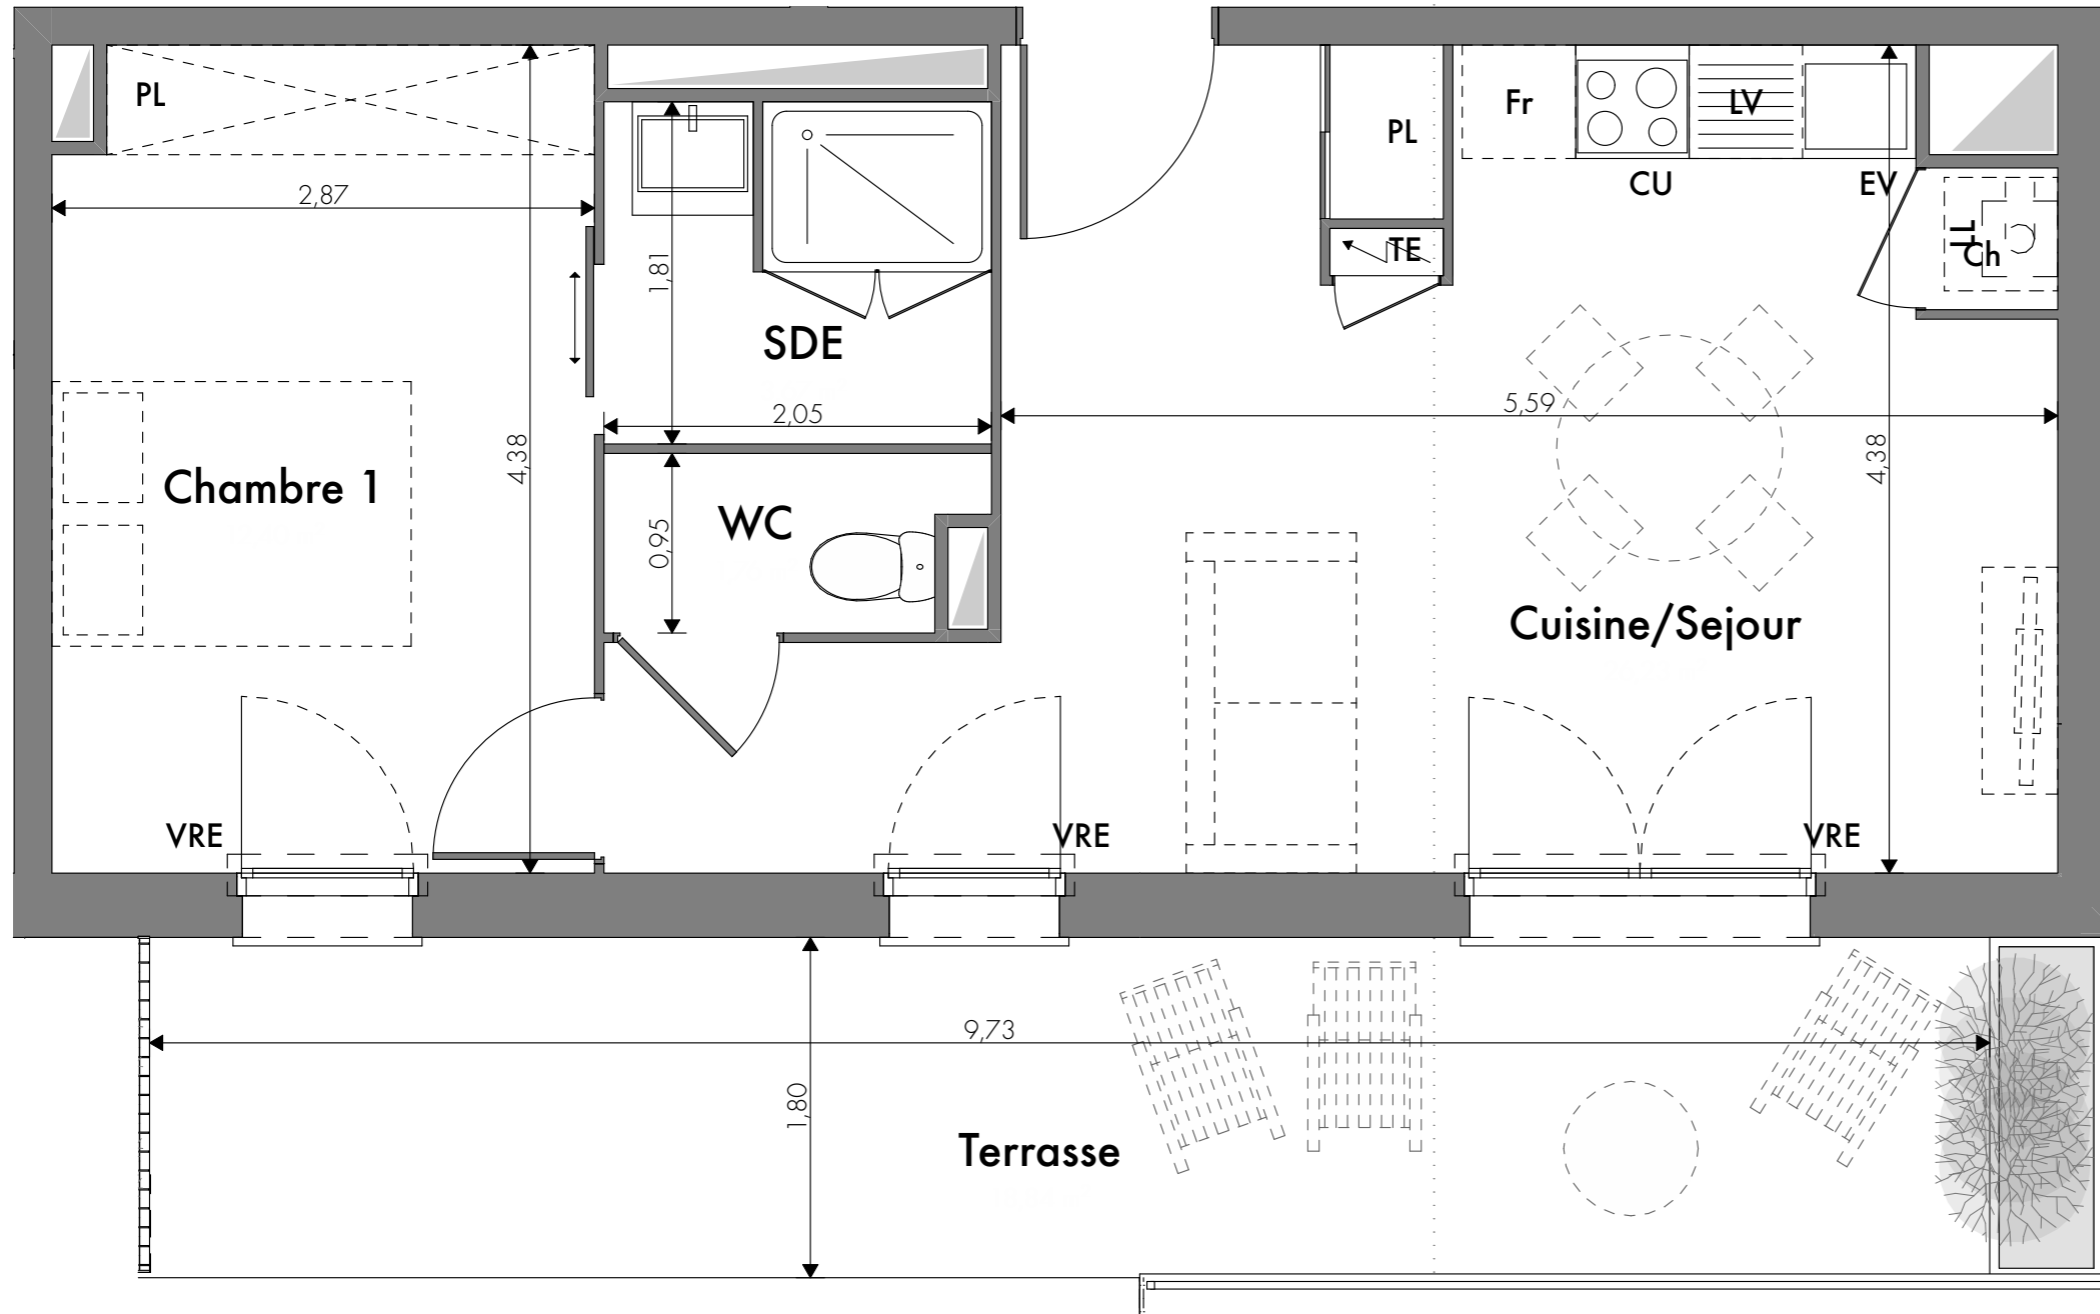 PL
PL
Fr
LV
CU
EV
2,87
TE
TI
Ch
1,81
SDE
2,05
5,59
4,38
4,38
Chambre 1
WC
0,95
Cuisine/Sejour
VRE
VRE
VRE
9,73
1,80
Terrasse